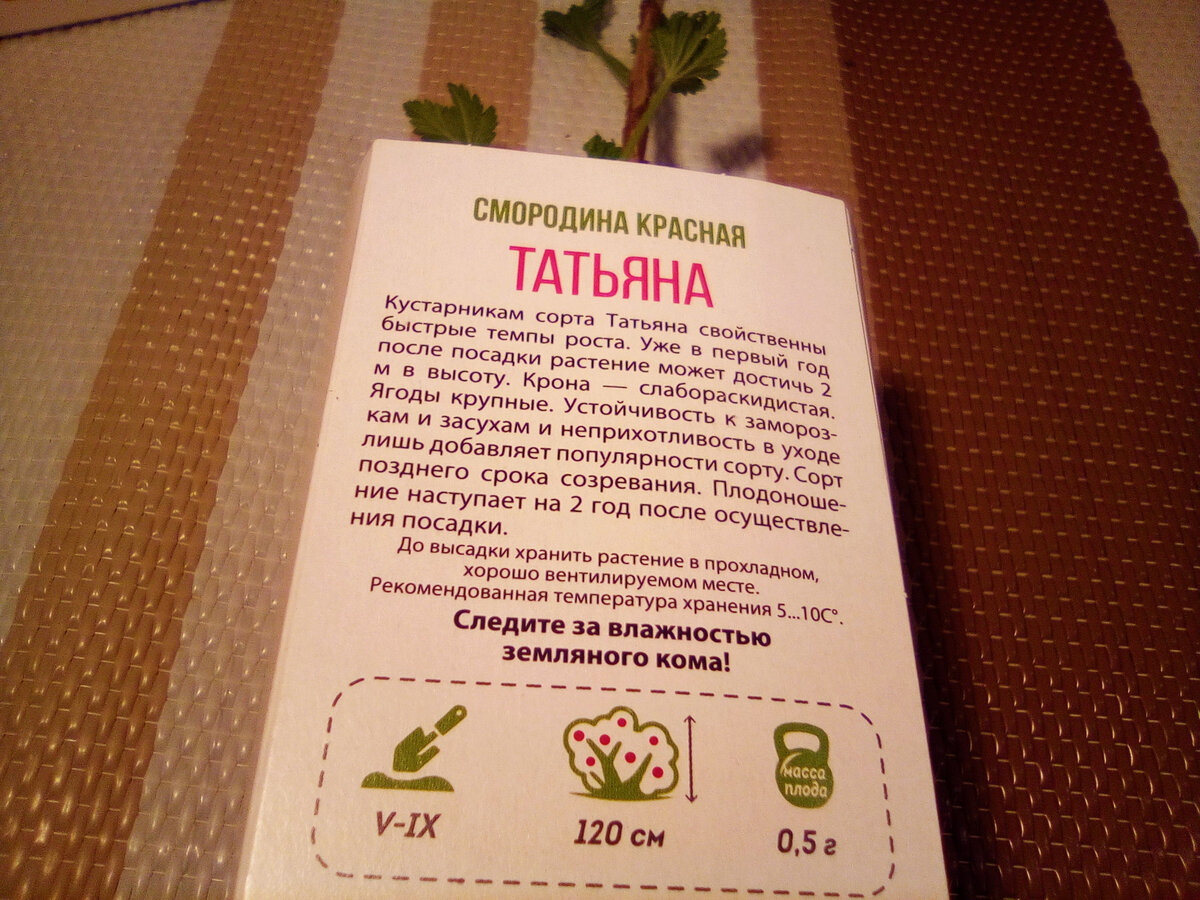 СМОРОДИНА КРАСНАЯ
ТАТЬЯНА
Кустарникам сорта Татьяна свойственны
быстрые темпы роста. Уже в первый год
после посадки растение может достичь 2
м в высоту. Крона — слабораскидистая.
Ягоды крупные. Устойчивость к замороз-
кам и засухам и неприхотливость в уходе
лишь добавляет популярности сорту. Сорт
позднего срока созревания. Плодоноше-
ние наступает на 2 год после осуществле-
ния посадки.
До высадки хранить растение в прохладном,
хорошо вентилируемом месте.
Рекомендованная температура хранения 5...10С°.
Следите за влажностью
земляного кома!
масса
плода
V-IX
120 см
0,5 г